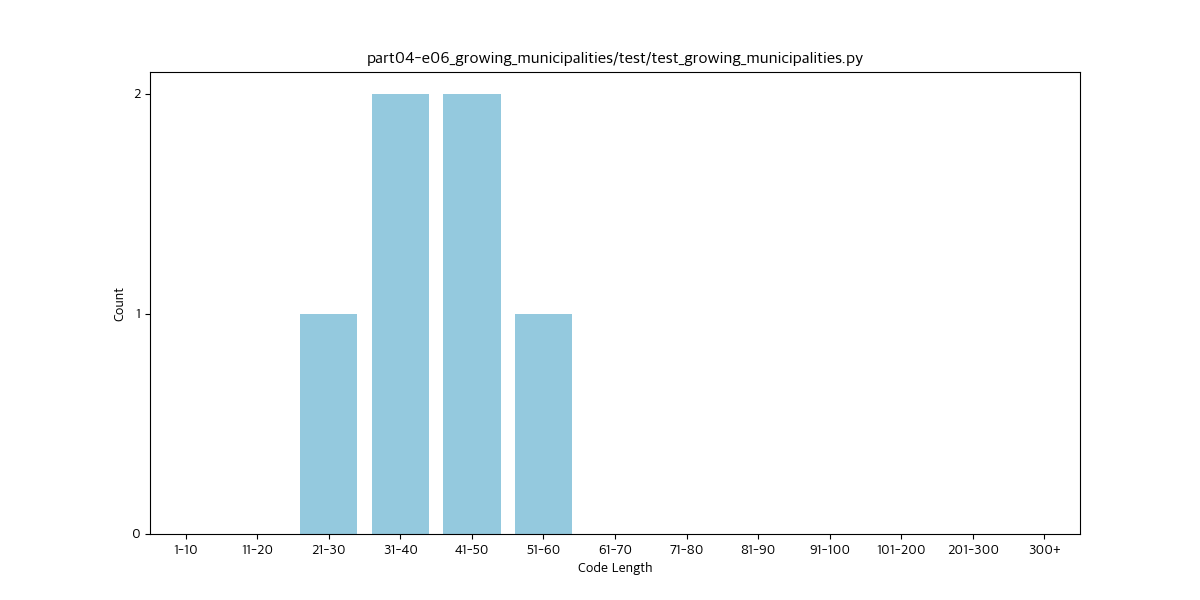 part04-e06_growing_municipalities/test/test_growing_municipalities.py
2
1
0
Count
1-10 11-20 21-30 31-40 41-50 51-60 61-70 71-80 81-90 91-100 101-200 201-300 300+
Code Length